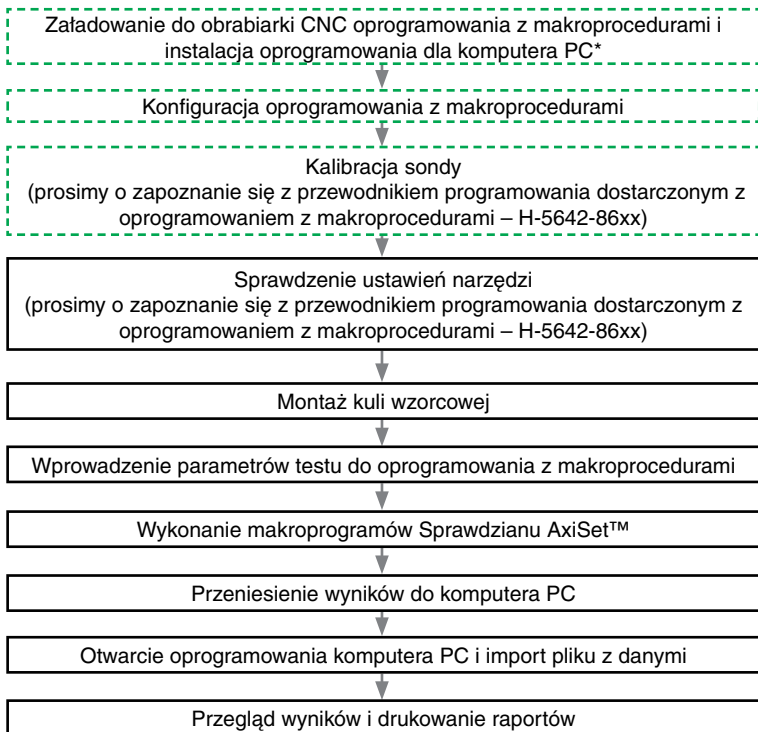 Załadowanie do obrabiarki CNC oprogramowania z makroprocedurami i
instalacja oprogramowania dla komputera PC*
Konfiguracja oprogramowania z makroprocedurami
Kalibracja sondy
(prosimy o zapoznanie się z przewodnikiem programowania dostarczonym z
oprogramowaniem z makroprocedurami – H-5642-86xx)
Sprawdzenie ustawień narzędzi
(prosimy o zapoznanie się z przewodnikiem programowania dostarczonym z
oprogramowaniem z makroprocedurami – H-5642-86xx)
Montaż kuli wzorcowej
Wprowadzenie parametrów testu do oprogramowania z makroprocedurami
Wykonanie makroprogramów Sprawdzianu AxiSet™
Przeniesienie wyników do komputera PC
Otwarcie oprogramowania komputera PC i import pliku z danymi
Przegląd wyników i drukowanie raportów